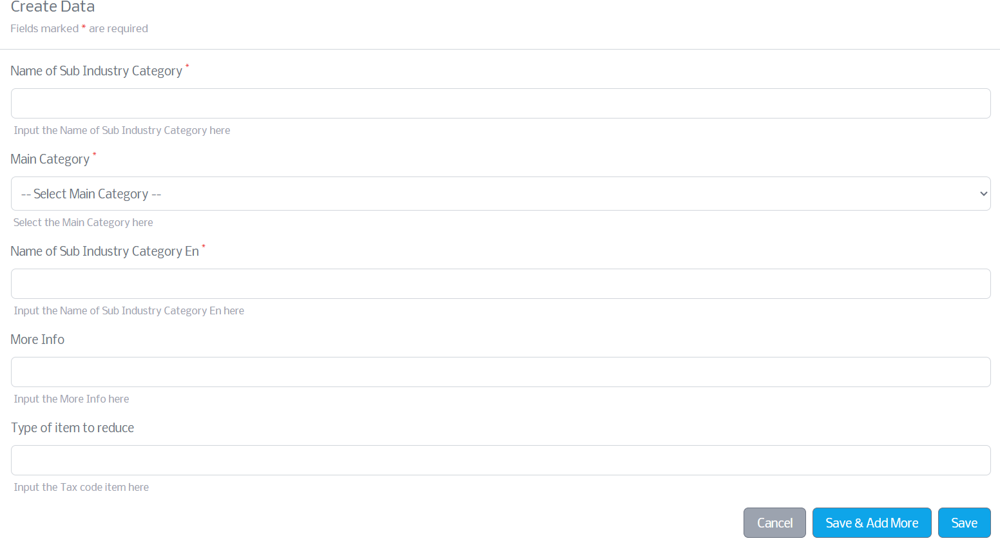 Create Data
Fields marked * are required
Name of Sub Industry Category *
Input the Name of Sub Industry Category here
Main Category *
-- Select Main Category --
Select the Main Category here
Name of Sub Industry Category En *
Input the Name of Sub Industry Category En here
More Info
Input the More Info here
Type of item to reduce
Input the Tax code item here
Cancel Save & Add More Save